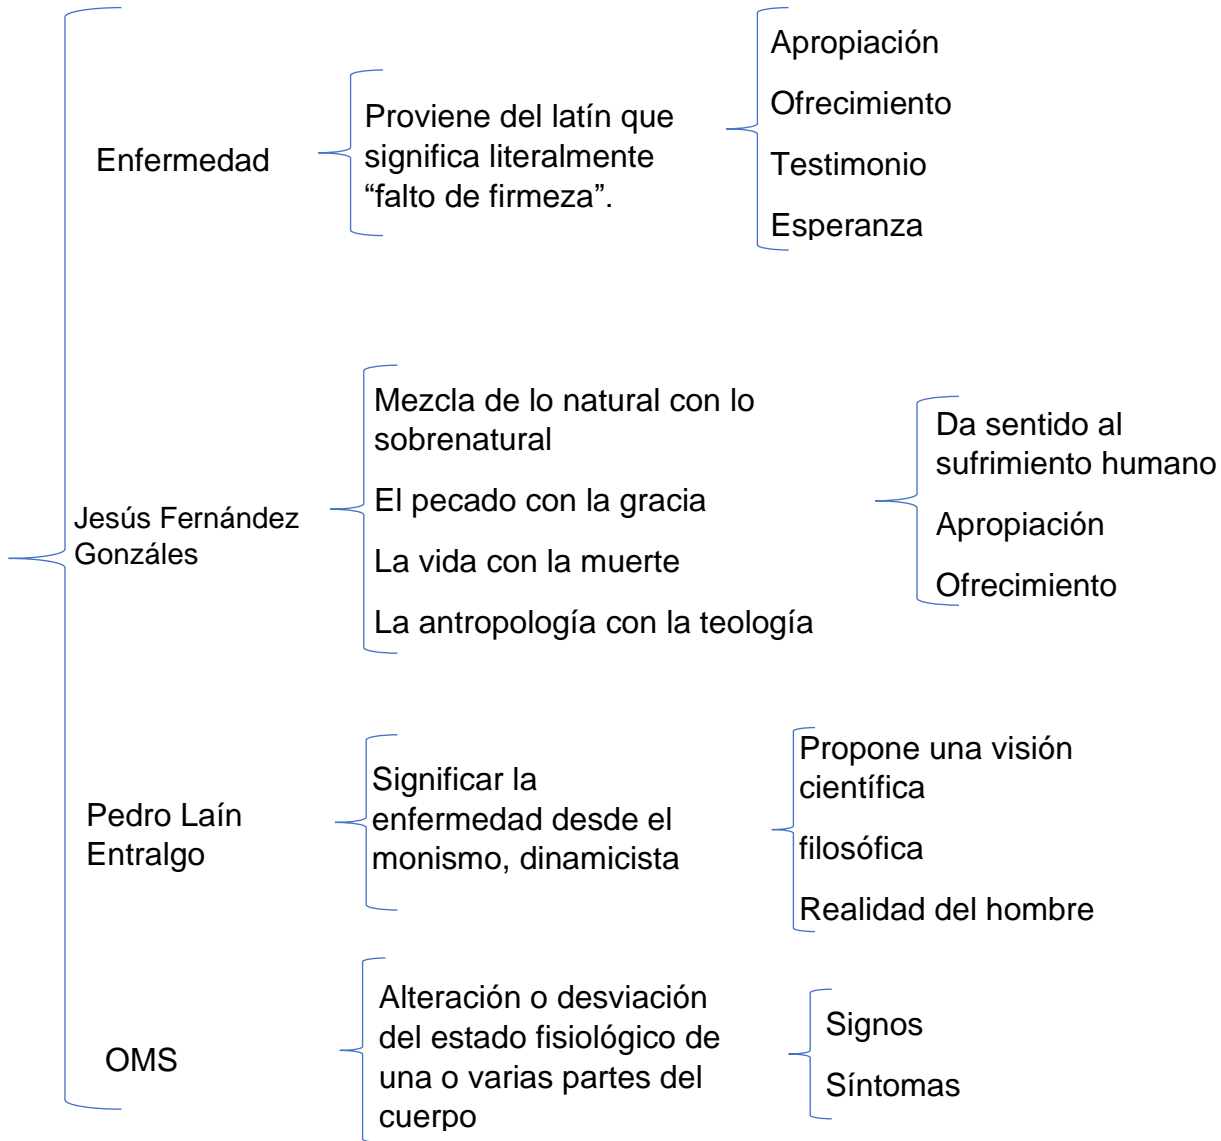 Enfermedad
Proviene del latín que
significa literalmente
“falto de firmeza”.
Apropiación
Ofrecimiento
Testimonio
Esperanza
Jesús Fernández
Gonzáles
Mezcla de lo natural con lo
sobrenatural
El pecado con la gracia
La vida con la muerte
La antropología con la teología
Da sentido al
sufrimiento humano
Apropiación
Ofrecimiento
Pedro Laín
Entralgo
Significar la
enfermedad desde el
monismo, dinamicista
Propone una visión
científica
filosófica
Realidad del hombre
OMS
Alteración o desviación
del estado fisiológico de
una o varias partes del
cuerpo
Signos
Síntomas